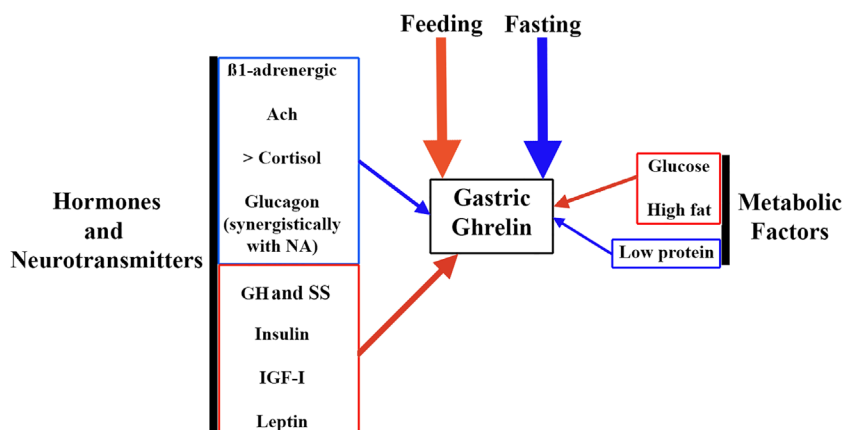 Feeding
Fasting
ß1-adrenergic
Ach
> Cortisol
Glucagon
(synergistically
with NA)
GH and SS
Insulin
IGF-I
Leptin
Hormones
and
Neurotransmitters
Gastric
Ghrelin
Glucose
High fat
Low protein
Metabolic
Factors